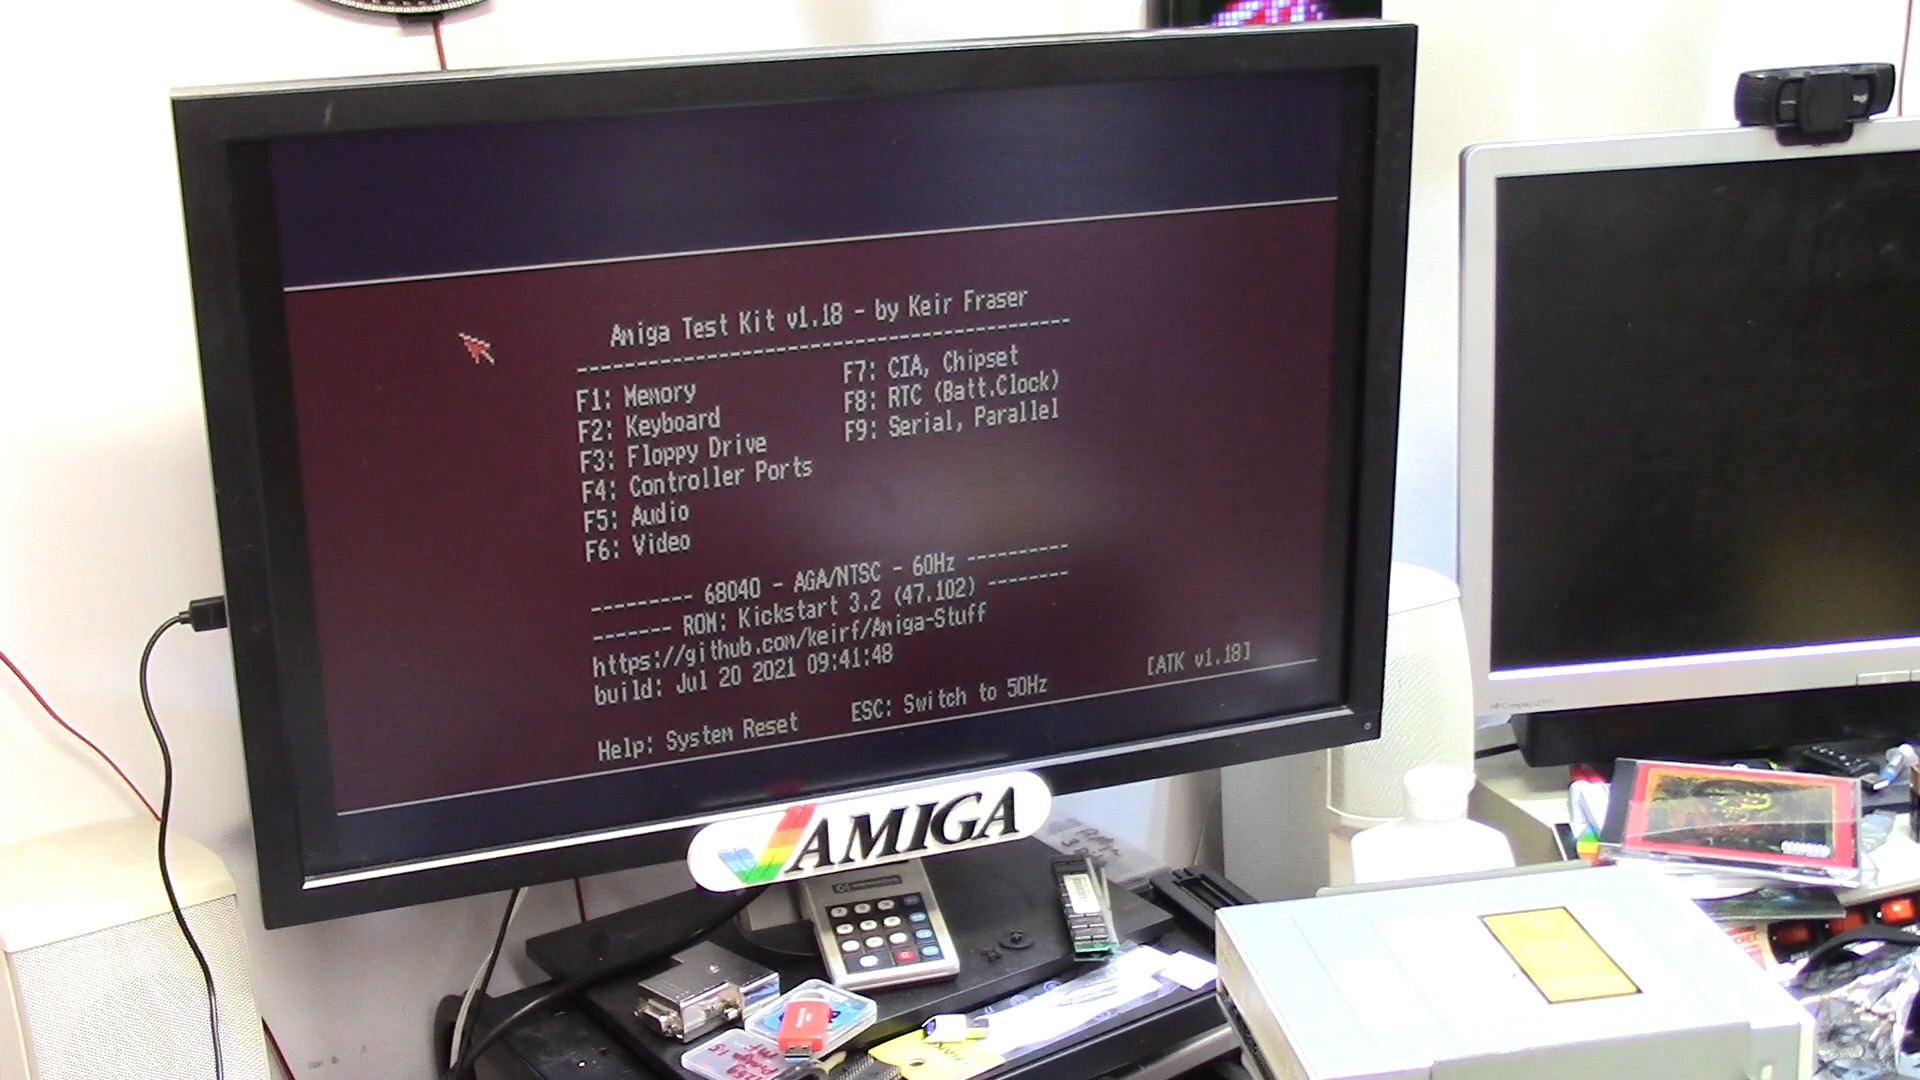 Amiga Test Kit v1.18 - by Keir Fraser
------------------------------------------
F1: Memory F7: CIA, Chipset
F2: Keyboard F8: RTC (Batt.Clock)
F3: Floppy Drive F9: Serial, Parallel
F4: Controller Ports
F5: Audio
F6: Video
--------- 68040 - AGA/NTSC - 60Hz ---------
------- ROM: Kickstart 3.2 (47.102) -------
https://github.com/keirf/Amiga-Stuff
build: Jul 20 2021 09:41:48
[ATK v1.18]
Help: System Reset ESC: Switch to 50Hz
AMIGA